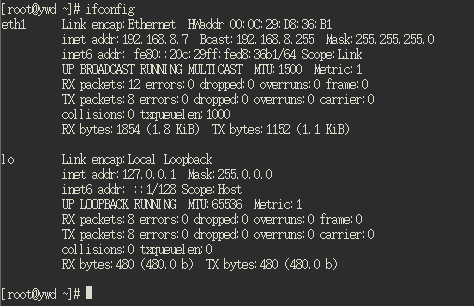 [root@ywd ~]# ifconfig
eth1 Link encap:Ethernet HWaddr 00:0C:29:D8:36:B1
inet addr:192.168.8.7 Bcast:192.168.8.255 Mask:255.255.255.0
inet6 addr: fe80::20c:29ff:fed8:36b1/64 Scope:Link
UP BROADCAST RUNNING MULTICAST MTU:1500 Metric:1
RX packets:12 errors:0 dropped:0 overruns:0 frame:0
TX packets:8 errors:0 dropped:0 overruns:0 carrier:0
collisions:0 txqueuelen:1000
RX bytes:1854 (1.8 KiB) TX bytes:1152 (1.1 KiB)
lo Link encap:Local Loopback
inet addr:127.0.0.1 Mask:255.0.0.0
inet6 addr: ::1/128 Scope:Host
UP LOOPBACK RUNNING MTU:65536 Metric:1
RX packets:8 errors:0 dropped:0 overruns:0 frame:0
TX packets:8 errors:0 dropped:0 overruns:0 carrier:0
collisions:0 txqueuelen:0
RX bytes:480 (480.0 b) TX bytes:480 (480.0 b)
[root@ywd ~]#